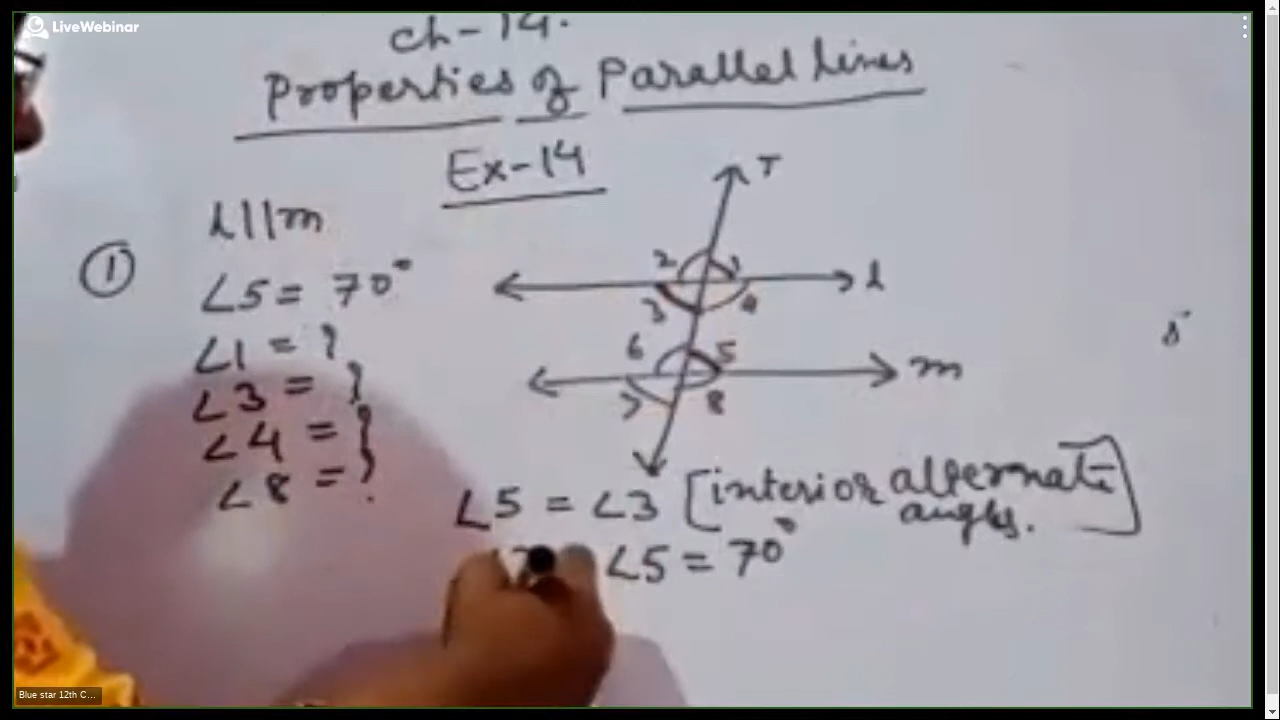 LiveWebinar
Ch-14.
Properties of Parallel Lines
Ex-14
l||m
①
∠5 = 70°
∠1 = ?
∠3 = ?
∠4 = ?
∠8 = ?
T
2 1
l
3 4
6 5
m
7 8
5
∠5 = ∠3 [interior alternate angles.]
∠5 = 70°
Blue star 12th C...